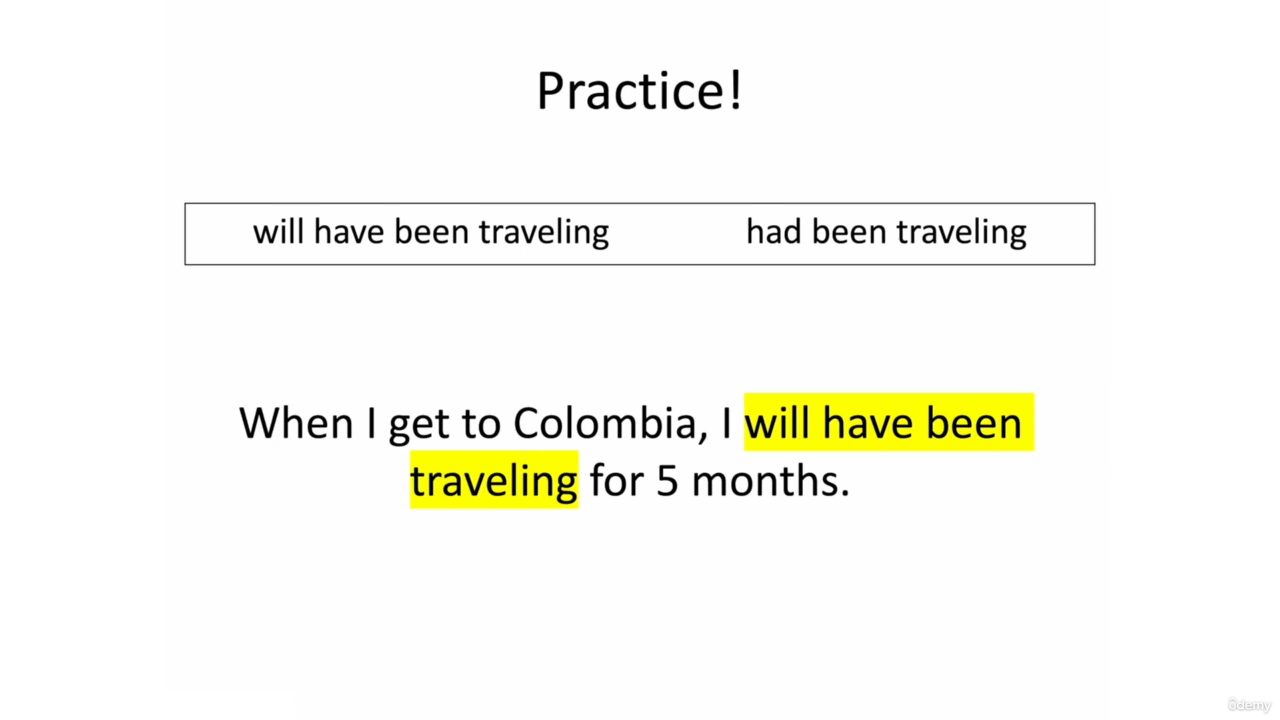 Practice!
will have been traveling had been traveling
When I get to Colombia, I will have been
traveling for 5 months.
ûdemy